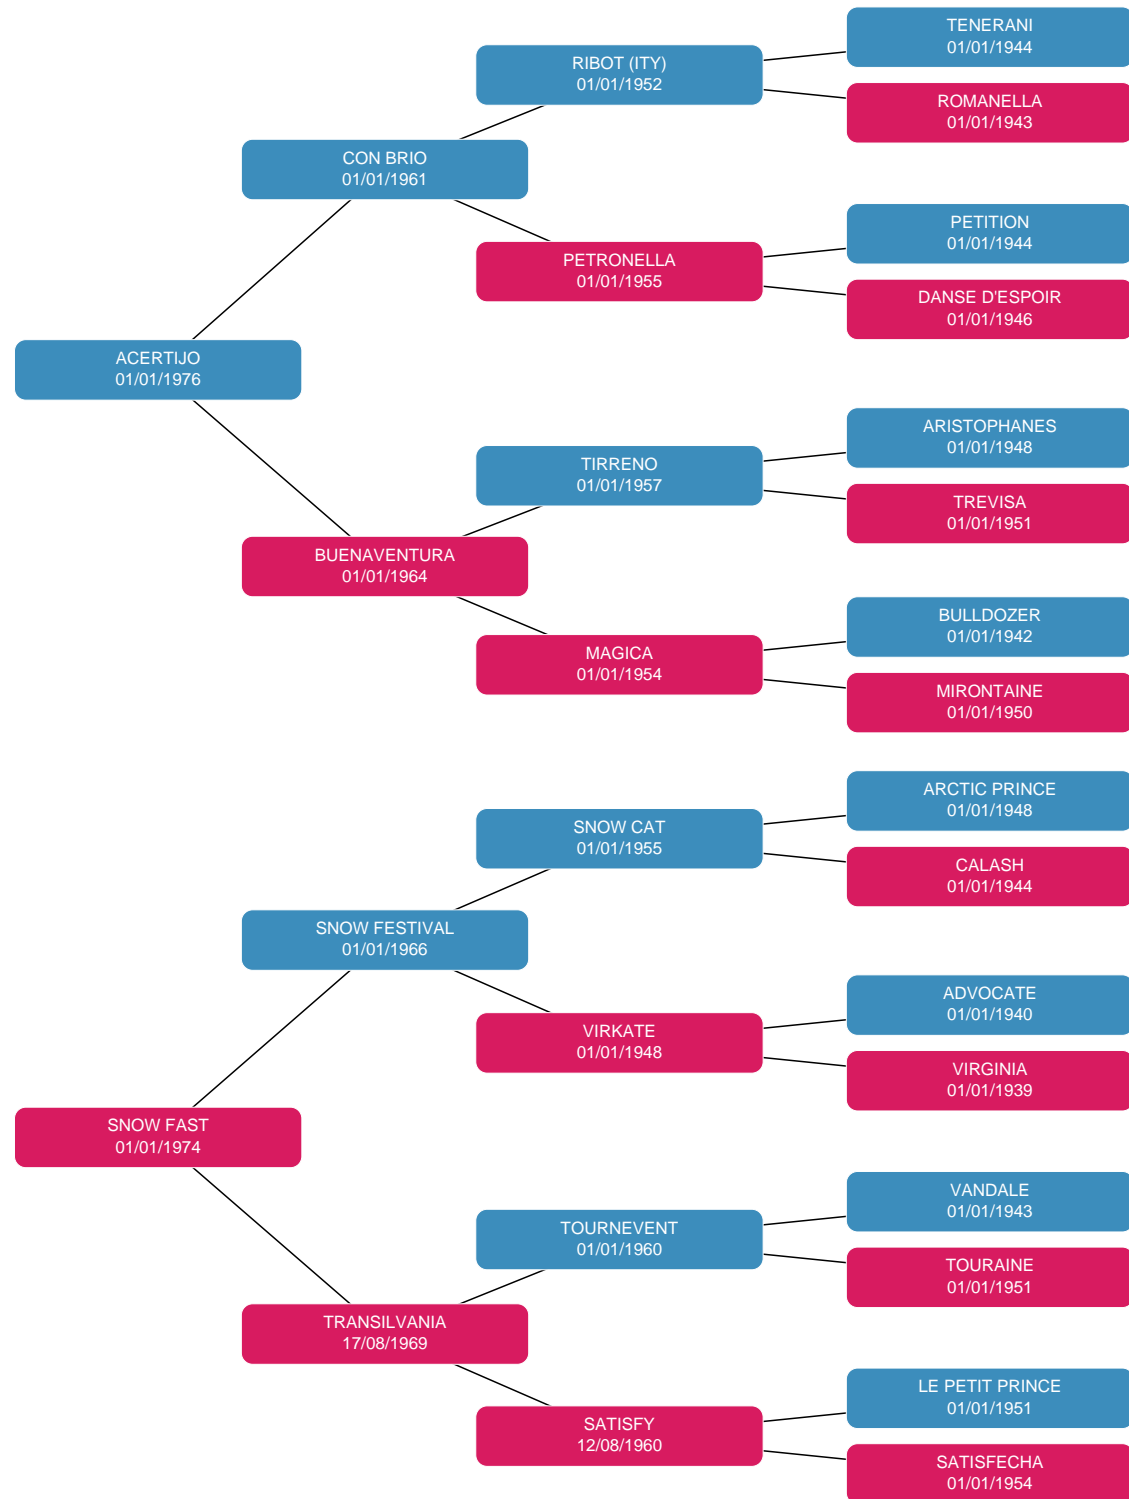 TENERANI
01/01/1944
RIBOT (ITY)
01/01/1952
ROMANELLA
01/01/1943
CON BRIO
01/01/1961
PETITION
01/01/1944
PETRONELLA
01/01/1955
DANSE D'ESPOIR
01/01/1946
ACERTIJO
01/01/1976
ARISTOPHANES
01/01/1948
TIRRENO
01/01/1957
TREVISA
01/01/1951
BUENAVENTURA
01/01/1964
BULLDOZER
01/01/1942
MAGICA
01/01/1954
MIRONTAINE
01/01/1950
ARCTIC PRINCE
01/01/1948
SNOW CAT
01/01/1955
CALASH
01/01/1944
SNOW FESTIVAL
01/01/1966
ADVOCATE
01/01/1940
VIRKATE
01/01/1948
VIRGINIA
01/01/1939
SNOW FAST
01/01/1974
VANDALE
01/01/1943
TOURNEVENT
01/01/1960
TOURAINE
01/01/1951
TRANSILVANIA
17/08/1969
LE PETIT PRINCE
01/01/1951
SATISFY
12/08/1960
SATISFECHA
01/01/1954